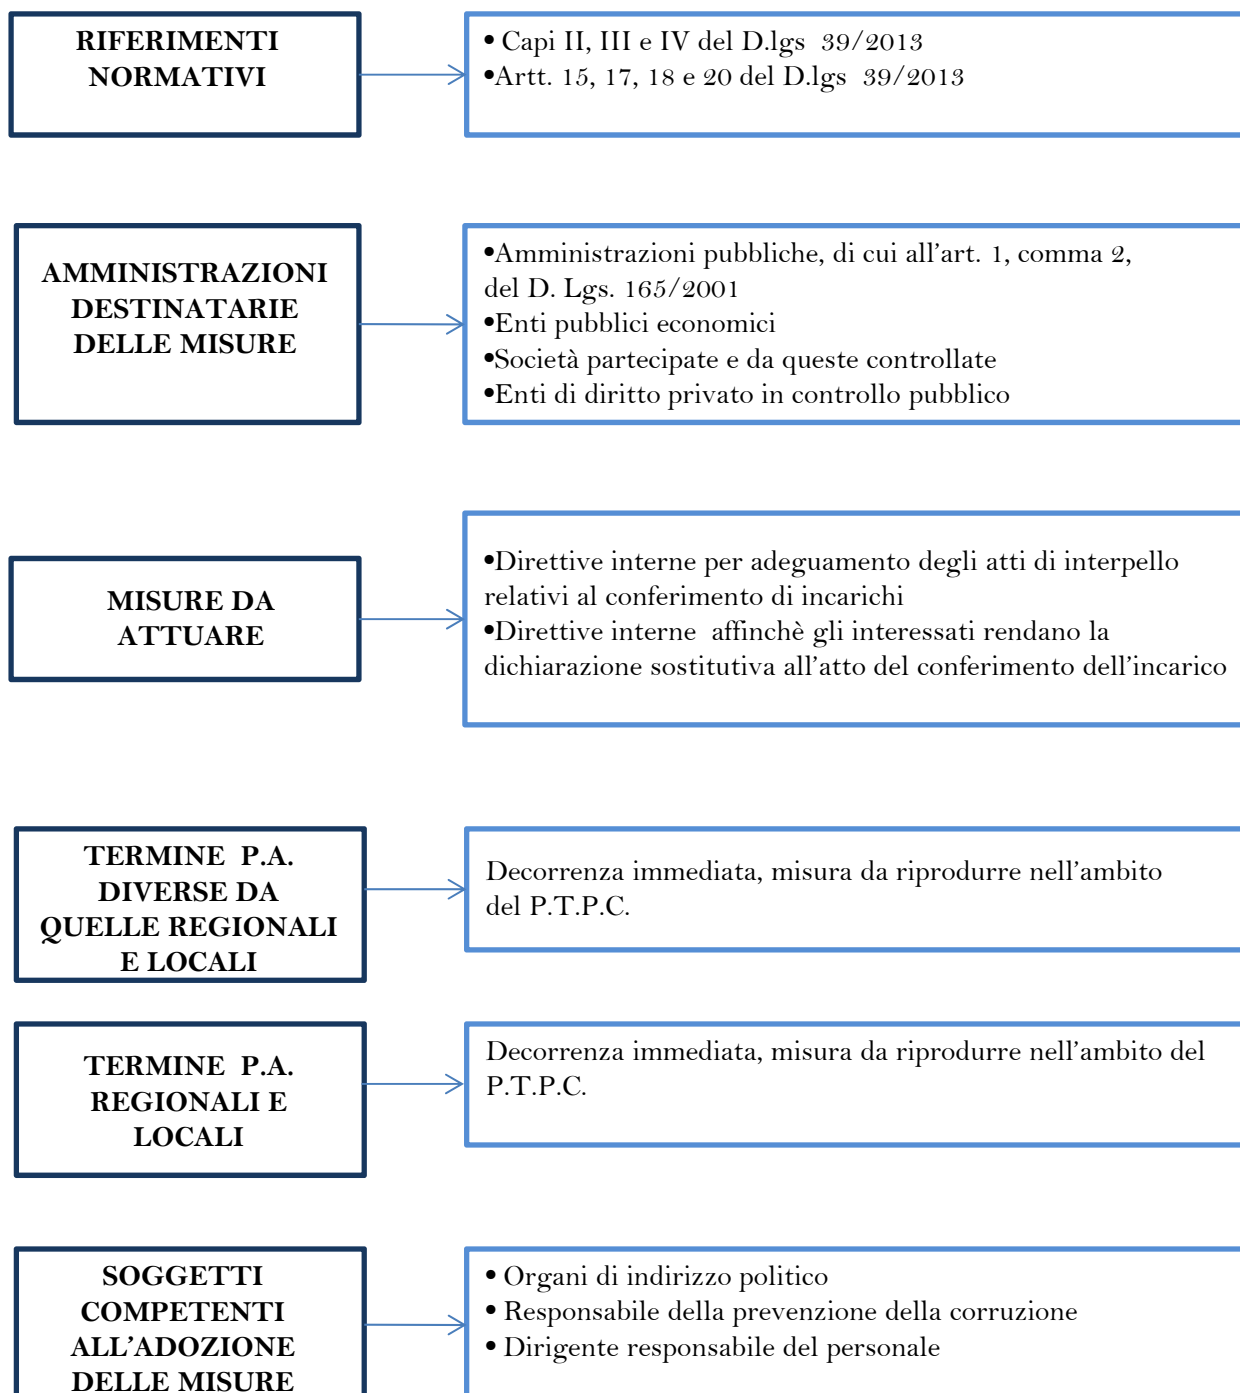 RIFERIMENTI
NORMATIVI
• Capi II, III e IV del D.lgs 39/2013
•Artt. 15, 17, 18 e 20 del D.lgs 39/2013
AMMINISTRAZIONI
DESTINATARIE
DELLE MISURE
•Amministrazioni pubbliche, di cui all’art. 1, comma 2,
del D. Lgs. 165/2001
•Enti pubblici economici
•Società partecipate e da queste controllate
•Enti di diritto privato in controllo pubblico
MISURE DA
ATTUARE
•Direttive interne per adeguamento degli atti di interpello
relativi al conferimento di incarichi
•Direttive interne affinchè gli interessati rendano la
dichiarazione sostitutiva all’atto del conferimento dell’incarico
TERMINE P.A.
DIVERSE DA
QUELLE REGIONALI
E LOCALI
Decorrenza immediata, misura da riprodurre nell’ambito
del P.T.P.C.
TERMINE P.A.
REGIONALI E
LOCALI
Decorrenza immediata, misura da riprodurre nell’ambito del
P.T.P.C.
SOGGETTI
COMPETENTI
ALL’ADOZIONE
DELLE MISURE
• Organi di indirizzo politico
• Responsabile della prevenzione della corruzione
• Dirigente responsabile del personale